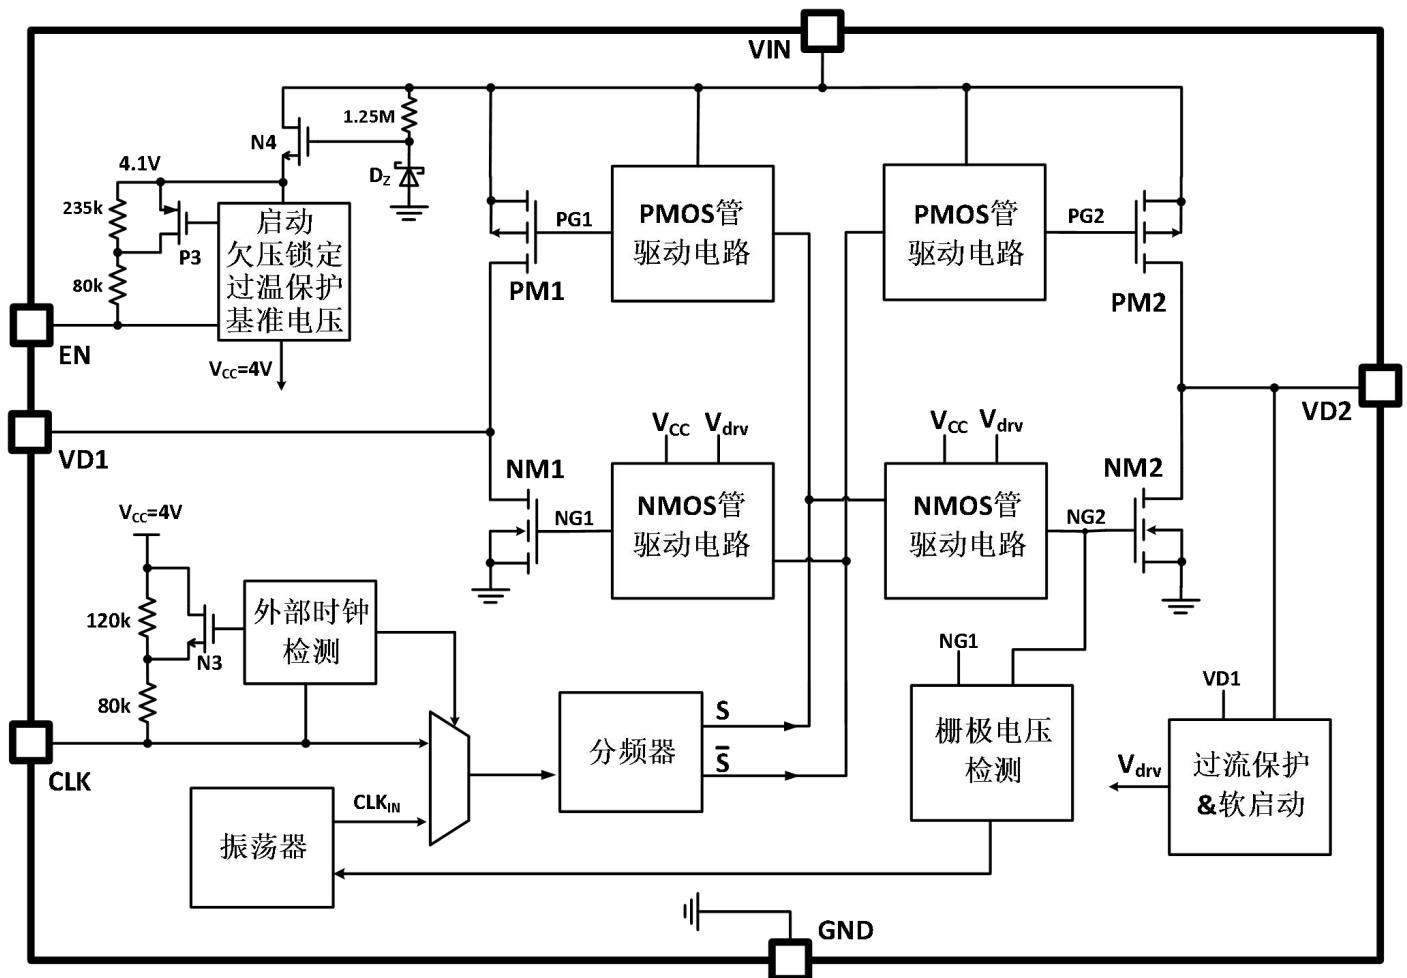 VIN
1.25M
N4
4.1V
DZ
235k
P3
80k
启动
欠压锁定
过温保护
基准电压
EN
VCC=4V
PG1
PMOS管
驱动电路
PM1
PMOS管
驱动电路
PG2
PM2
VD1
VD2
VCC
Vdrv
NM1
NG1
NMOS管
驱动电路
VCC
Vdrv
NMOS管
驱动电路
NG2
NM2
VCC=4V
120k
N3
80k
外部时钟
检测
CLK
CLKIN
振荡器
分频器
S
S̅
NG1
栅极电压
检测
VD1
Vdrv
过流保护
&软启动
GND